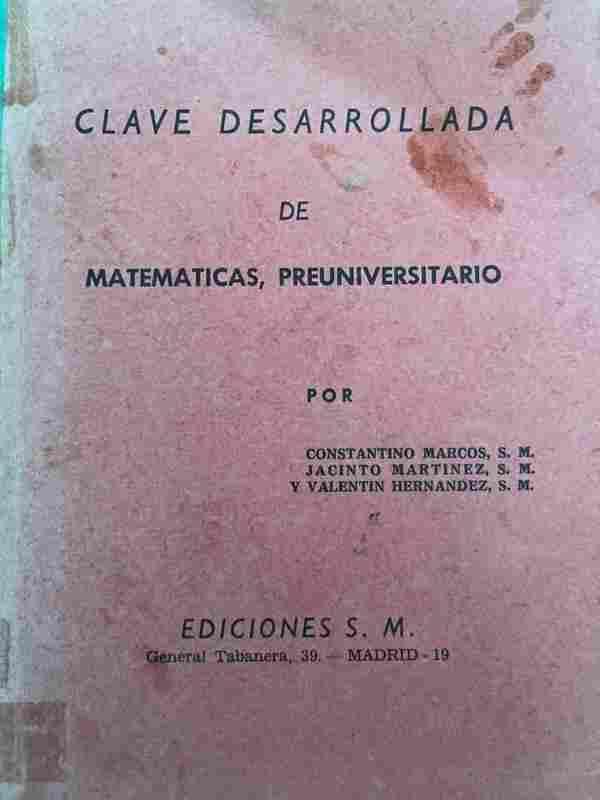 CLAVE DESARROLLADA
DE
MATEMATICAS, PREUNIVERSITARIO
POR
CONSTANTINO MARCOS, S. M.
JACINTO MARTINEZ, S. M.
Y VALENTIN HERNANDEZ, S. M.
EDICIONES S. M.
General Tabanera, 39. — MADRID - 19